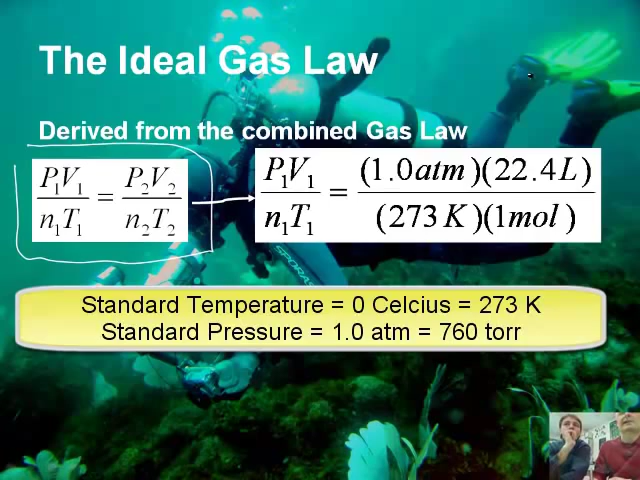 The Ideal Gas Law
Derived from the combined Gas Law
P₁V₁/n₁T₁ = P₂V₂/n₂T₂
P₁V₁/n₁T₁ = (1.0atm)(22.4L)/(273K)(1mol)
Standard Temperature = 0 Celcius = 273 K
Standard Pressure = 1.0 atm = 760 torr